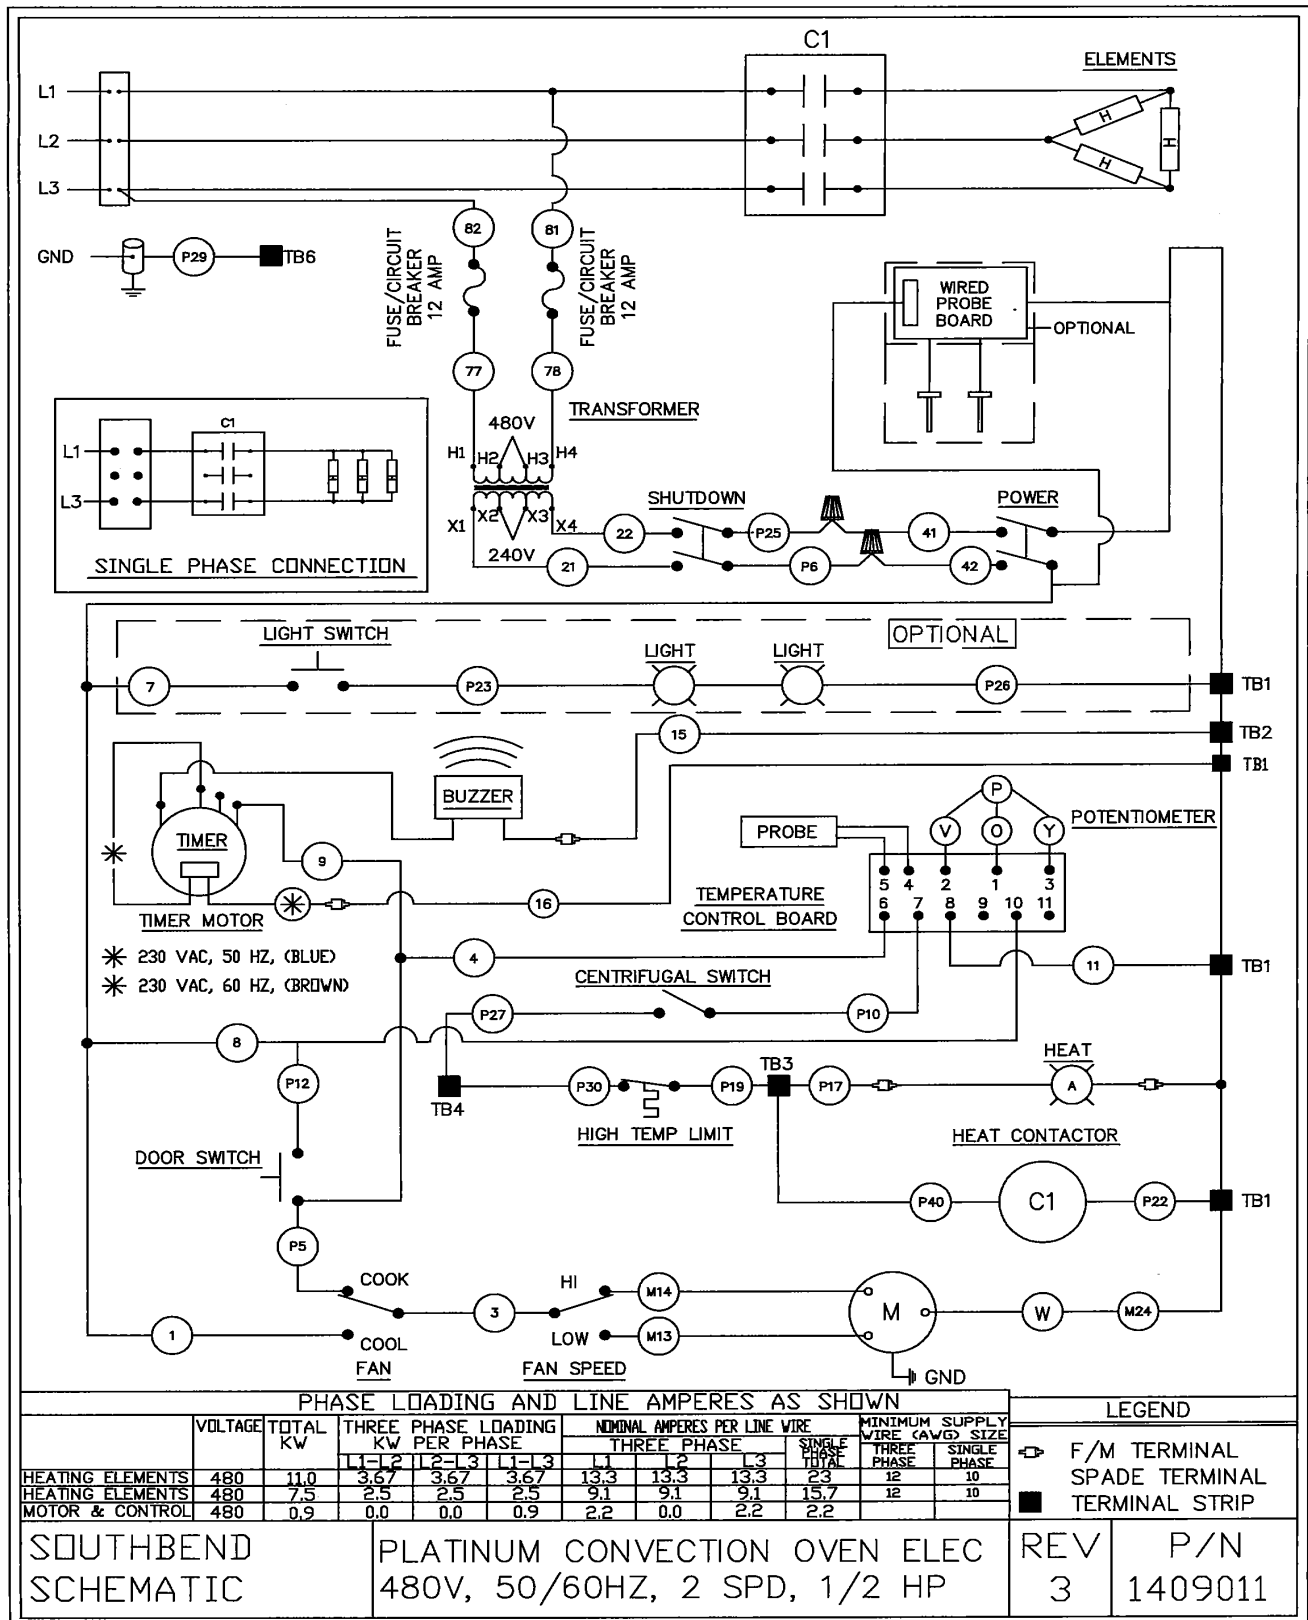 C1
ELEMENTS
L1
H
L2
H
H
L3
82
81
GND
P29
TB6
FUSE/CIRCUIT
BREAKER
12 AMP
FUSE/CIRCUIT
BREAKER
12 AMP
WIRED
PROBE
BOARD
OPTIONAL
77
78
TRANSFORMER
480V
H1
H2
H3
H4
C1
L1
L3
H
H
H
SINGLE PHASE CONNECTION
X1
X2
X3
X4
240V
SHUTDOWN
POWER
22
P25
41
21
P6
42
LIGHT SWITCH
OPTIONAL
LIGHT
LIGHT
7
P23
P26
TB1
15
TB2
TB1
BUZZER
TIMER
9
PROBE
P
V
O
Y
POTENTIOMETER
5 4 2 1 3
6 7 8 9 10 11
TEMPERATURE
CONTROL BOARD
16
TIMER MOTOR
230 VAC, 50 HZ, (BLUE)
230 VAC, 60 HZ, (BROWN)
4
11
TB1
CENTRIFUGAL SWITCH
P27
P10
8
P12
TB4
P30
P19
TB3
P17
HEAT
A
HIGH TEMP LIMIT
HEAT CONTACTOR
DOOR SWITCH
P40
C1
P22
TB1
P5
COOK
HI
M14
3
M
W
M24
1
COOL
LOW
M13
FAN
FAN SPEED
GND
PHASE LOADING AND LINE AMPERES AS SHOWN
VOLTAGE
TOTAL
KW
THREE PHASE LOADING
KW PER PHASE
NOMINAL AMPERES PER LINE WIRE
THREE PHASE
SINGLE
PHASE
TOTAL
MINIMUM SUPPLY
WIRE (AWG) SIZE
THREE
PHASE
SINGLE
PHASE
L1-L2 L2-L3 L1-L3 L1 L2 L3
HEATING ELEMENTS 480 11.0 3.67 3.67 3.67 13.3 13.3 13.3 23 12 10
HEATING ELEMENTS 480 7.5 2.5 2.5 2.5 9.1 9.1 9.1 15.7 12 10
MOTOR & CONTROL 480 0.9 0.0 0.0 0.9 2.2 0.0 2.2 2.2
LEGEND
F/M TERMINAL
SPADE TERMINAL
TERMINAL STRIP
SOUTHBEND
SCHEMATIC
PLATINUM CONVECTION OVEN ELEC
480V, 50/60HZ, 2 SPD, 1/2 HP
REV
3
P/N
1409011